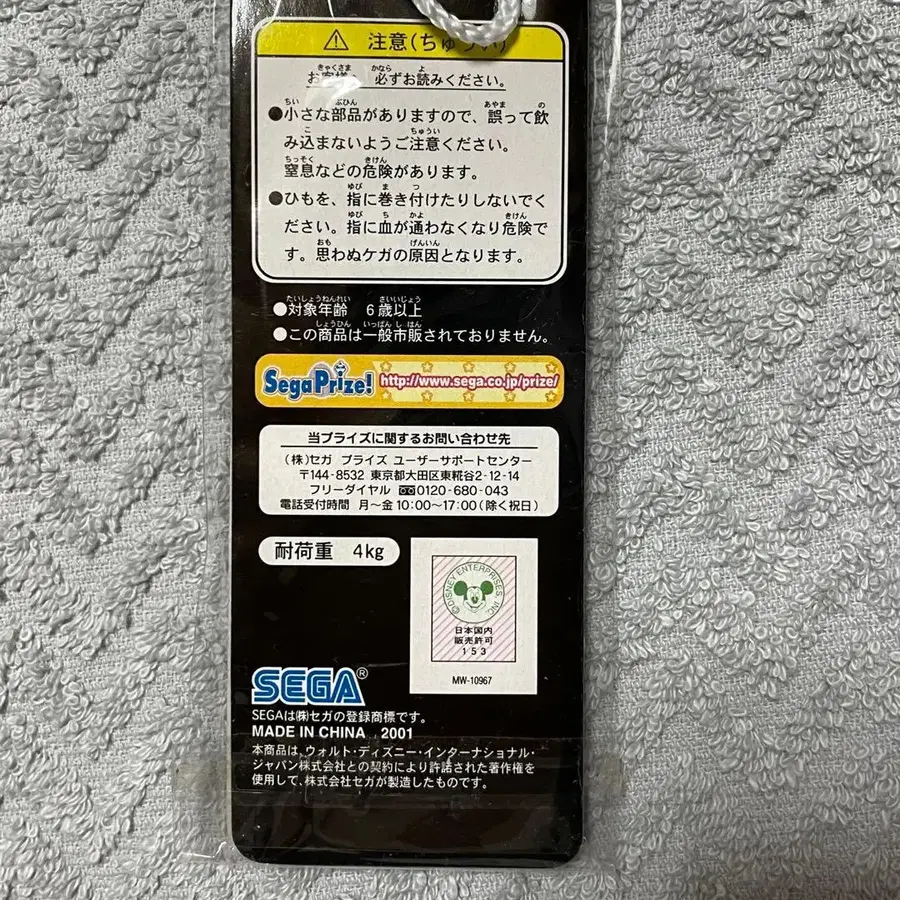 注意(ちゅうい)
お客様 必ずお読みください。
●小さな部品がありますので、誤って飲
み込まないようご注意ください。
窒息などの危険があります。
●ひもを、指に巻き付けたりしないでく
ださい。指に血が通わなくなり危険で
す。思わぬケガの原因となります。
●対象年齢 6歳以上
●この商品は一般市販されておりません。
Sega Prize! http://www.sega.co.jp/prize/
当プライズに関するお問い合わせ先
(株)セガ プライズ ユーザーサポートセンター
〒144-8532 東京都大田区東糀谷2-12-14
フリーダイヤル 0120-680-043
電話受付時間 月〜金 10:00〜17:00(除く祝日)
耐荷重 4kg
©DISNEY ENTERPRISES, INC.
日本国内
販売許可
153
MW-10967
SEGA®
SEGAは㈱セガの登録商標です。
MADE IN CHINA 2001
本商品は、ウォルト・ディズニー・インターナショナル・
ジャパン株式会社との契約により許諾された著作権を
使用して、株式会社セガが製造したものです。